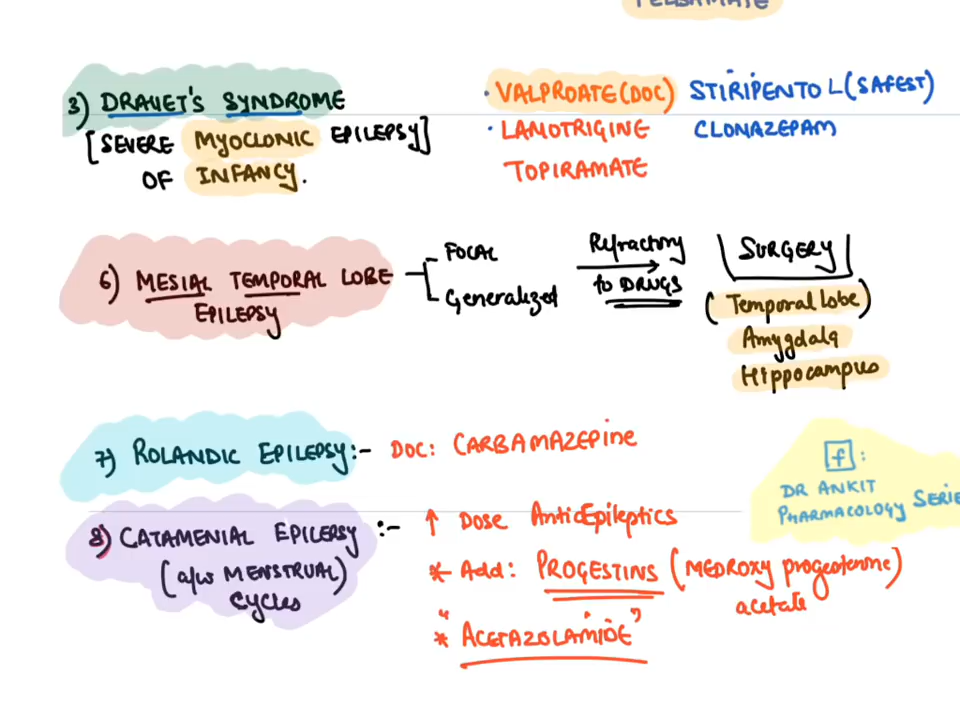 FELBAMATE
3) DRAVET'S SYNDROME
[SEVERE MYOCLONIC EPILEPSY]
OF INFANCY.
· VALPROATE (DOC) STIRIPENTOL (SAFEST)
· LAMOTRIGINE CLONAZEPAM
TOPIRAMATE
6) MESIAL TEMPORAL LOBE
EPILEPSY
FOCAL
Generalized
Refractory
to DRUGS
SURGERY
(Temporal lobe)
Amygdala
Hippocampus
7) ROLANDIC EPILEPSY :- DOC: CARBAMAZEPINE
f :
DR ANKIT
PHARMACOLOGY SERIE
8) CATAMENIAL EPILEPSY :- ↑ Dose AntiEpileptics
(a/w MENSTRUAL)
cycles
* Add: PROGESTINS (MEDROXY progesterone)
acetate
* "ACETAZOLAMIDE"